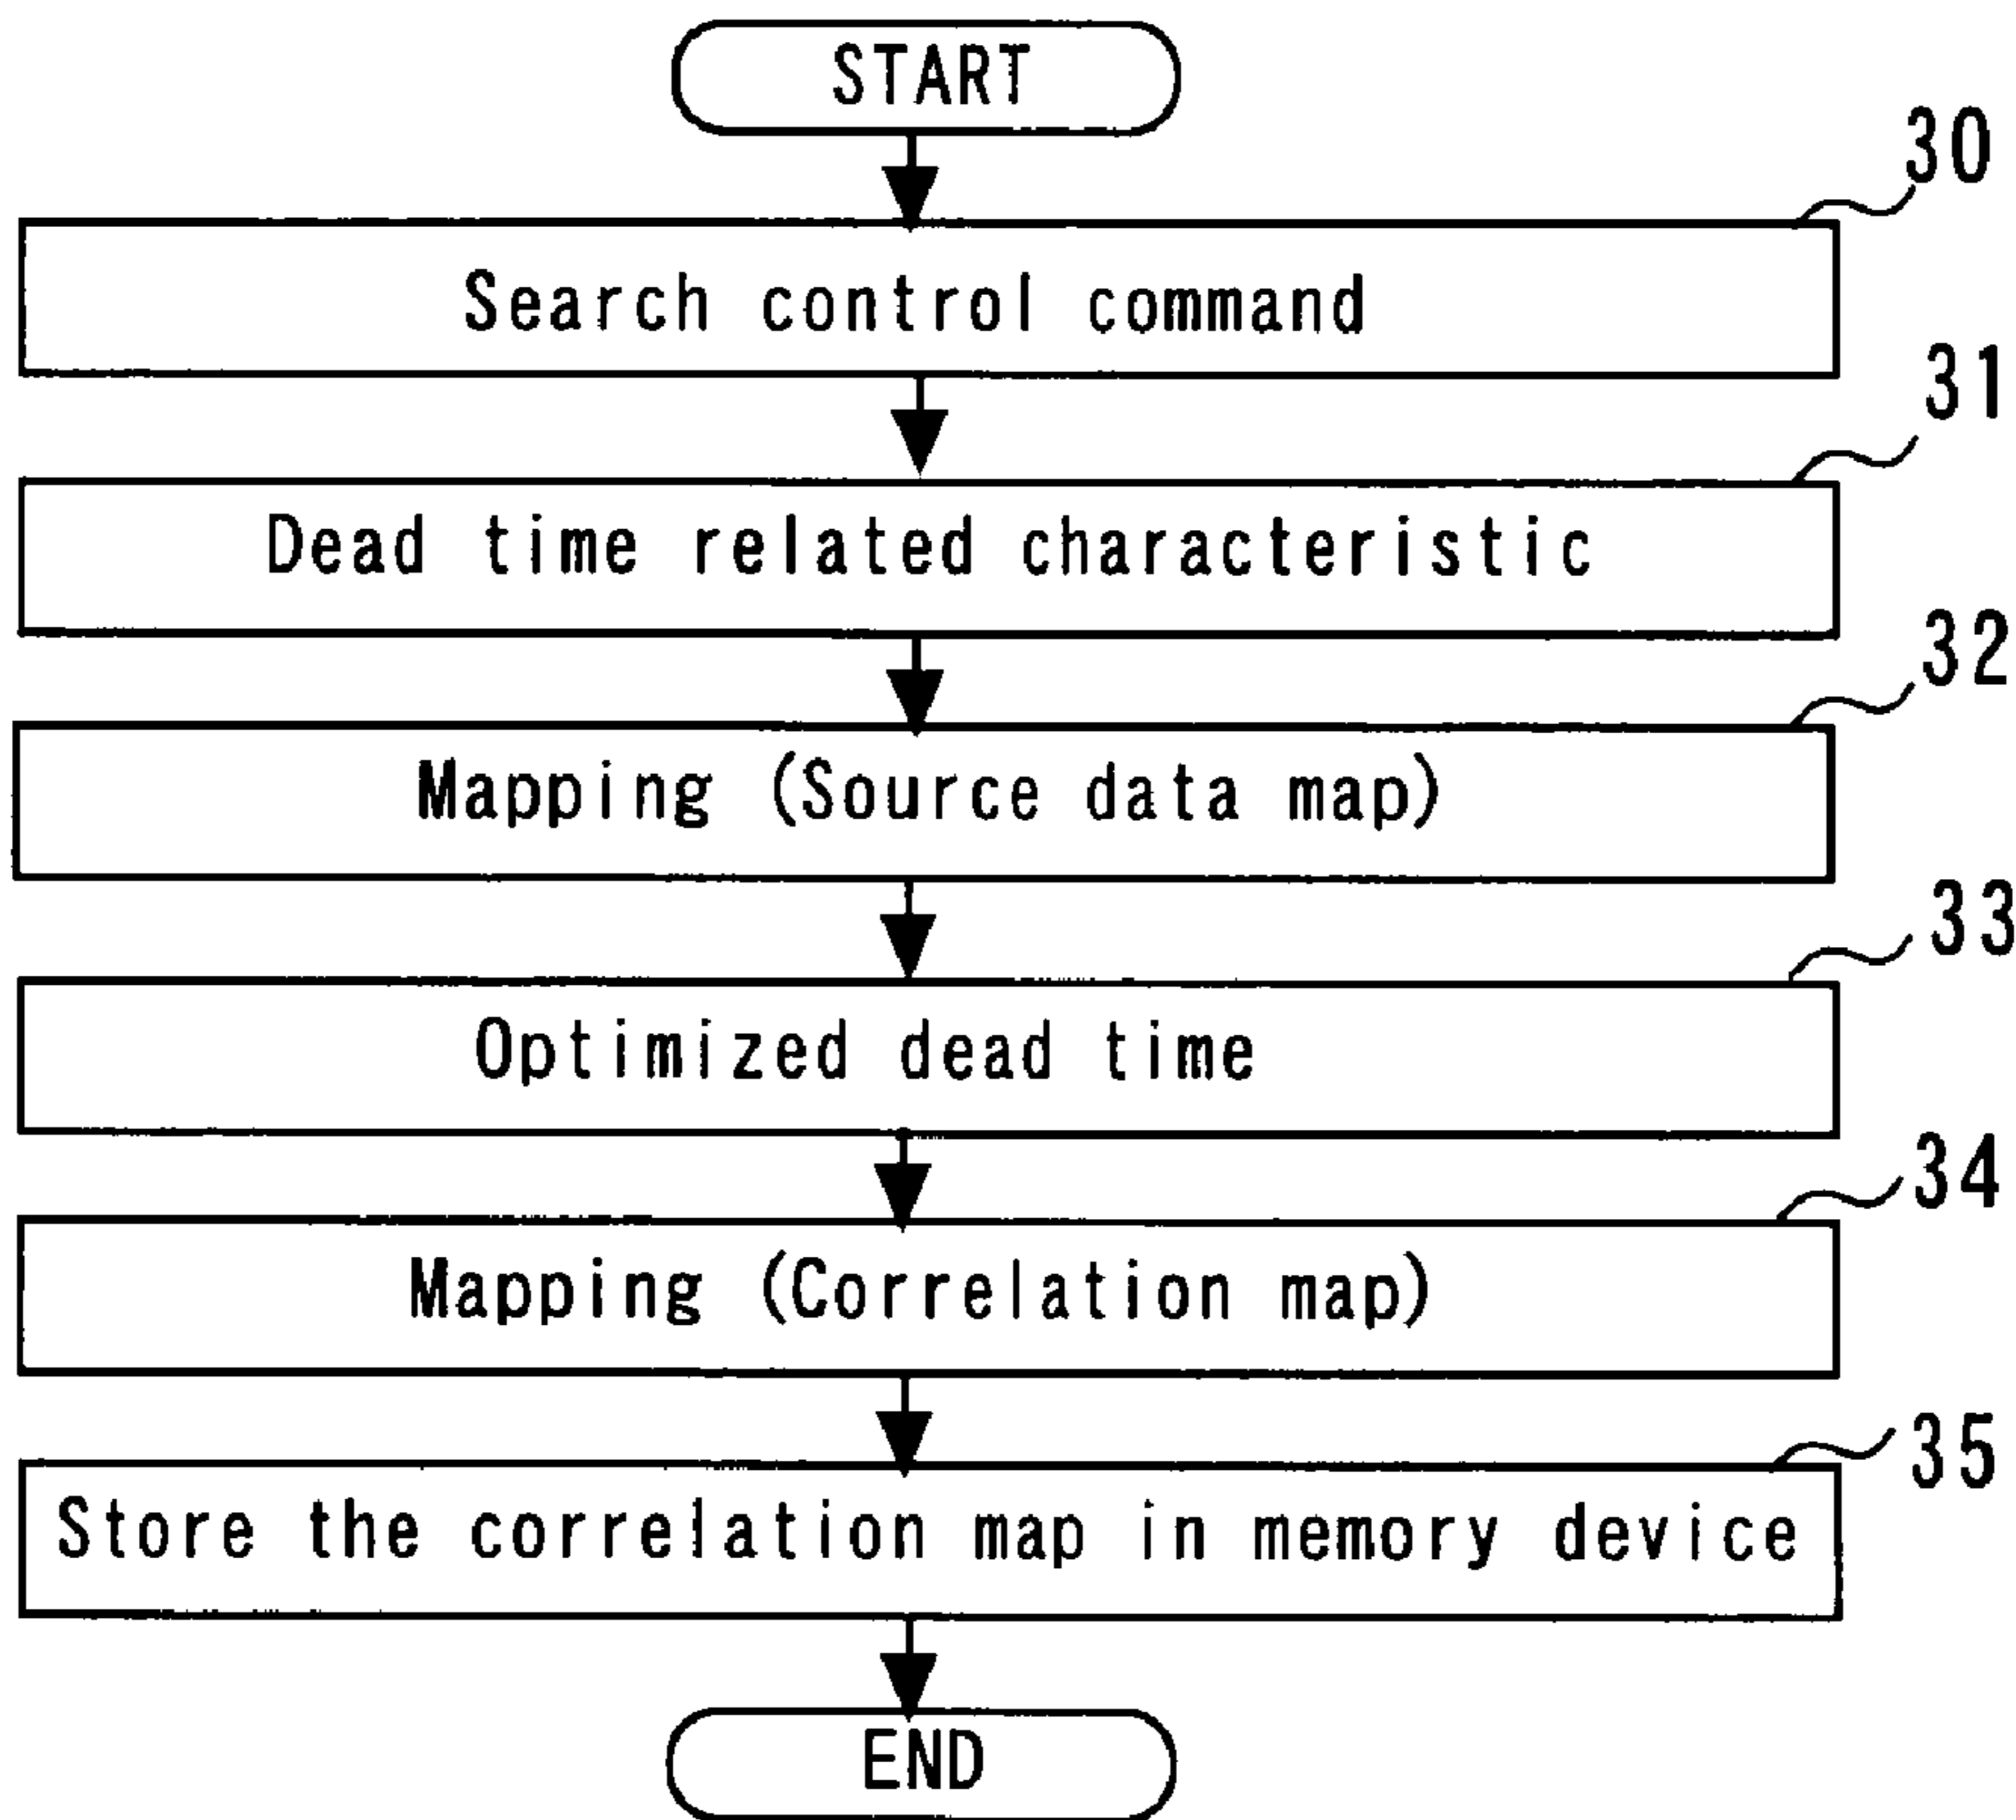 START
30
Search control command
31
Dead time related characteristic
32
Mapping (Source data map)
33
Optimized dead time
34
Mapping (Correlation map)
35
Store the correlation map in memory device
END